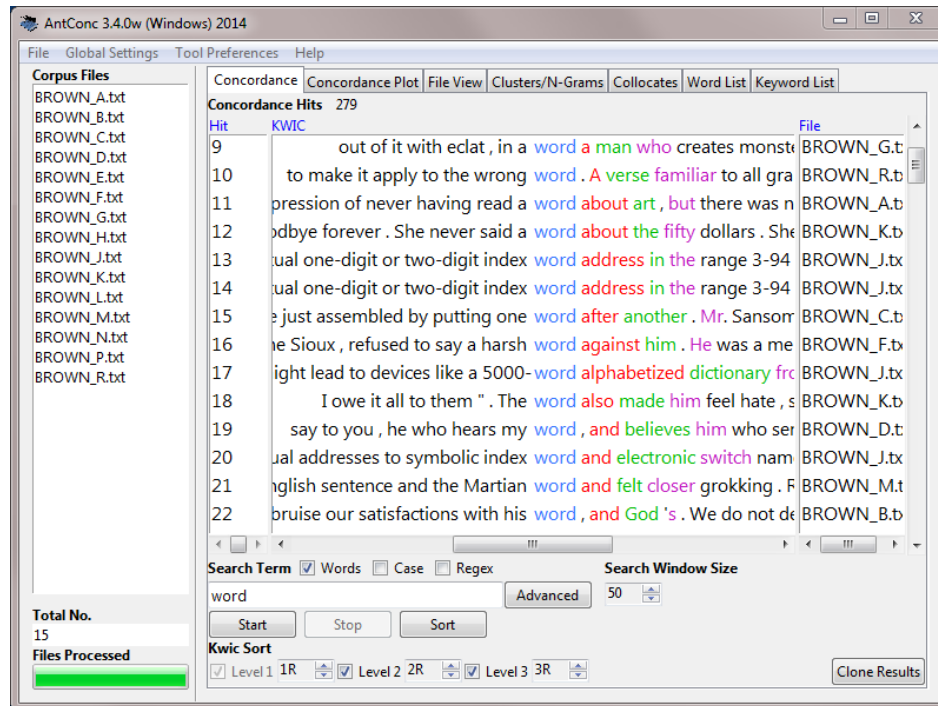 AntConc 3.4.0w (Windows) 2014
File Global Settings Tool Preferences Help
Corpus Files
BROWN_A.txt
BROWN_B.txt
BROWN_C.txt
BROWN_D.txt
BROWN_E.txt
BROWN_F.txt
BROWN_G.txt
BROWN_H.txt
BROWN_J.txt
BROWN_K.txt
BROWN_L.txt
BROWN_M.txt
BROWN_N.txt
BROWN_P.txt
BROWN_R.txt
Total No.
15
Files Processed
Concordance Concordance Plot File View Clusters/N-Grams Collocates Word List Keyword List
Concordance Hits 279
Hit KWIC File
9 out of it with eclat , in a word a man who creates monste BROWN_G.t
10 to make it apply to the wrong word . A verse familiar to all gra BROWN_R.t
11 pression of never having read a word about art , but there was n BROWN_A.t
12 odbye forever . She never said a word about the fifty dollars . She BROWN_K.t
13 tual one-digit or two-digit index word address in the range 3-94 BROWN_J.tx
14 tual one-digit or two-digit index word address in the range 3-94 BROWN_J.tx
15 e just assembled by putting one word after another . Mr. Sansom BROWN_C.t
16 ne Sioux , refused to say a harsh word against him . He was a me BROWN_F.tx
17 ight lead to devices like a 5000- word alphabetized dictionary fro BROWN_J.tx
18 I owe it all to them " . The word also made him feel hate , s BROWN_K.t
19 say to you , he who hears my word , and believes him who ser BROWN_D.t
20 ual addresses to symbolic index word and electronic switch nam BROWN_J.tx
21 nglish sentence and the Martian word and felt closer grokking . R BROWN_M.t
22 bruise our satisfactions with his word , and God 's . We do not de BROWN_B.t
Search Term Words Case Regex Search Window Size
word Advanced 50
Start Stop Sort
Kwic Sort
Level 1 1R Level 2 2R Level 3 3R Clone Results